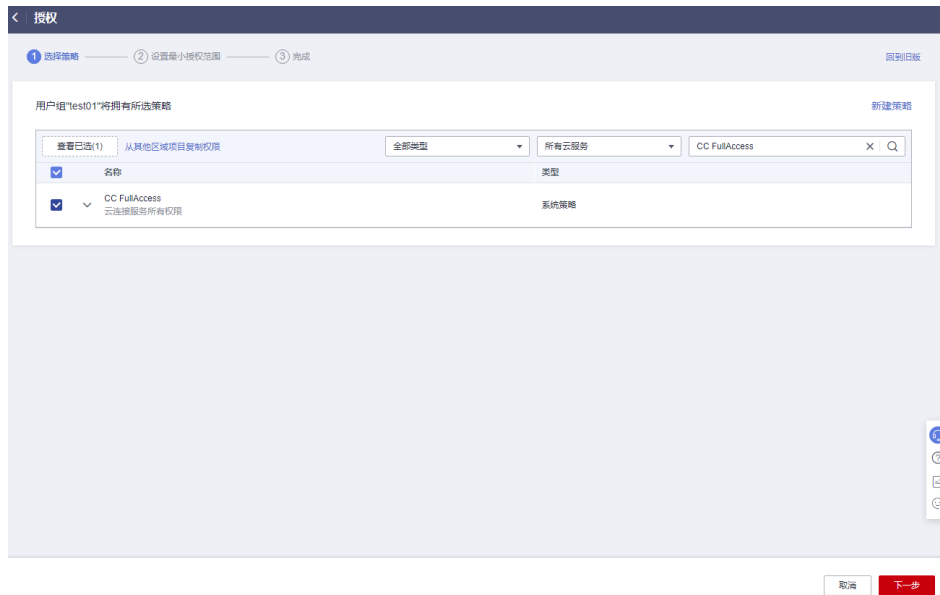 授权
1 选择策略 2 设置最小授权范围 3 完成 回到旧版
用户组"test01"将拥有所选策略 新建策略
查看已选(1) 从其他区域项目复制权限 全部类型 所有云服务 CC FullAccess
名称 类型
CC FullAccess
云连接服务所有权限 系统策略
取消 下一步